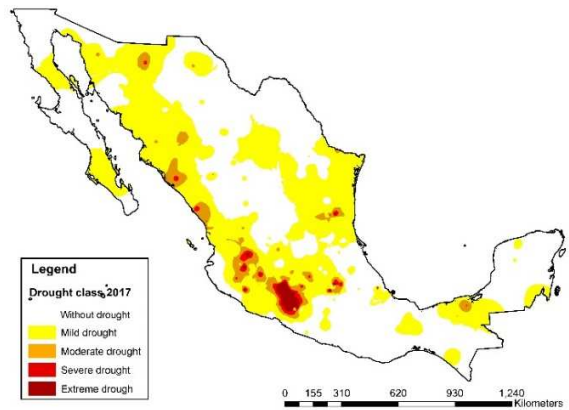 Legend
Drought class 2017
Without drought
Mild drought
Moderate drought
Severe drought
Extreme drough
0 155 310 620 930 1,240
Kilometers